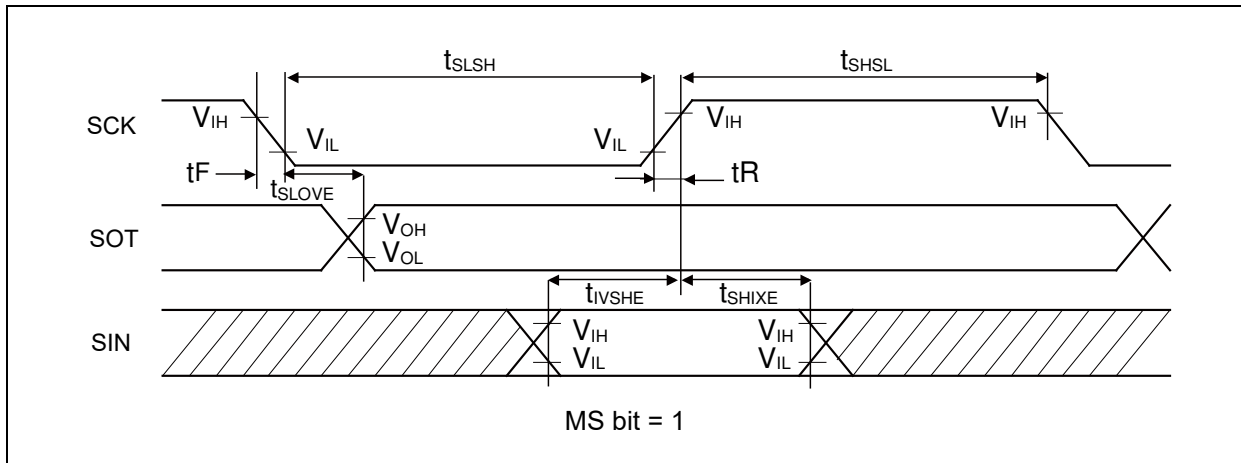 tSLSH
tSHSL
SCK
VIH
VIL
VIL
VIH
VIH
tF
tSLOVE
tR
SOT
VOH
VOL
tIVSHE
tSHIXE
SIN
VIH
VIL
VIH
VIL
MS bit = 1